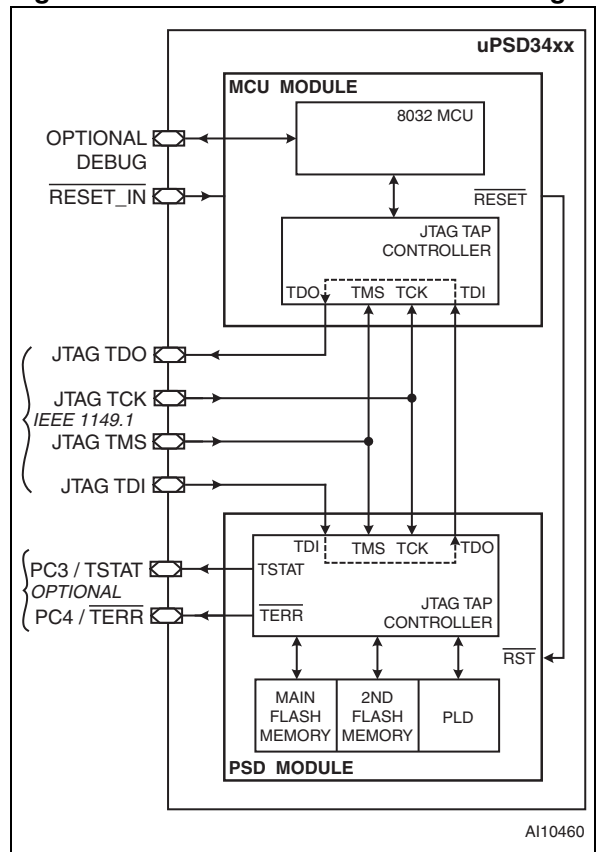 uPSD34xx
MCU MODULE
8032 MCU
OPTIONAL
DEBUG
RESET_IN
RESET
JTAG TAP
CONTROLLER
TDO TMS TCK TDI
JTAG TDO
JTAG TCK
IEEE 1149.1
JTAG TMS
JTAG TDI
TDI TMS TCK TDO
PC3 / TSTAT
TSTAT
OPTIONAL
PC4 / TERR
TERR
JTAG TAP
CONTROLLER
RST
MAIN
FLASH
MEMORY
2ND
FLASH
MEMORY
PLD
PSD MODULE
AI10460